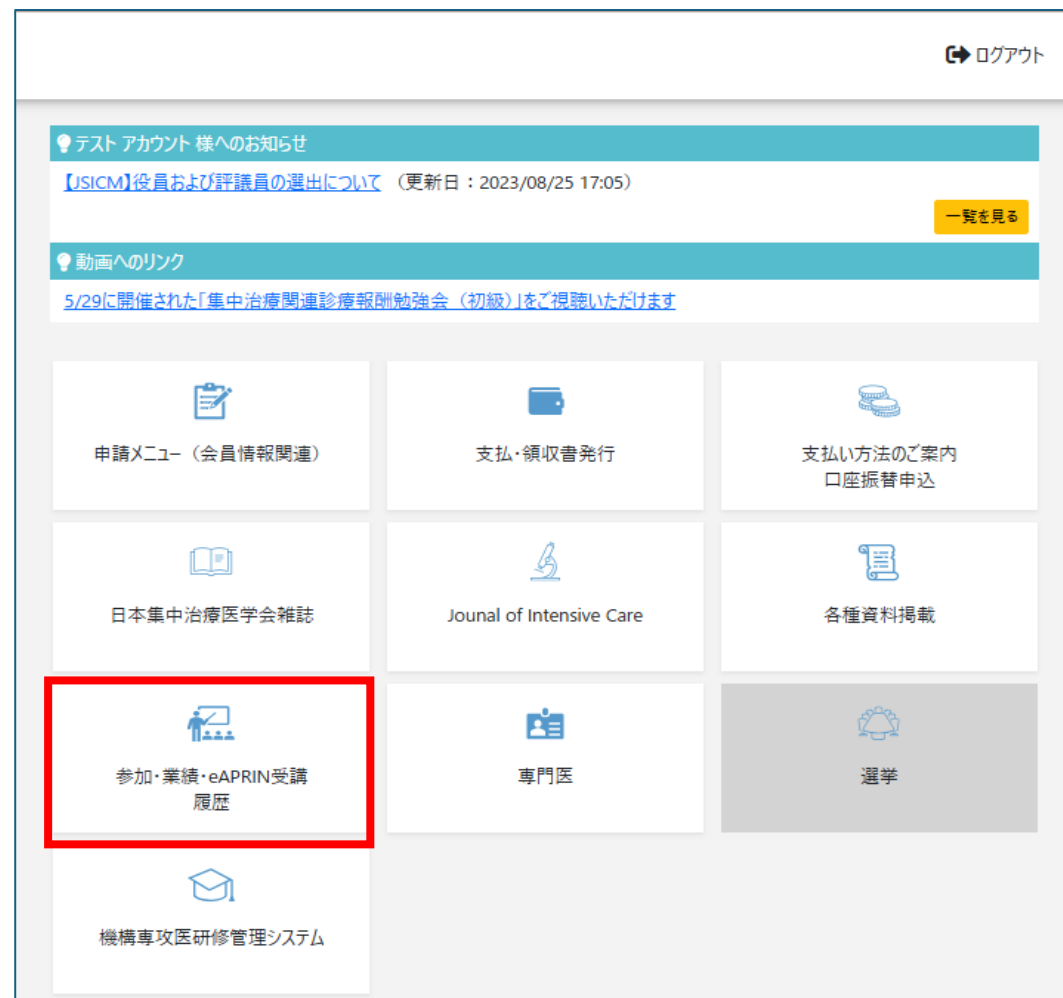 ログアウト
テスト アカウント 様へのお知らせ
【JSICM】役員および評議員の選出について （更新日：2023/08/25 17:05）
一覧を見る
動画へのリンク
5/29に開催された「集中治療関連診療報酬勉強会（初級）」をご視聴いただけます
申請メニュー（会員情報関連）
支払・領収書発行
支払い方法のご案内
口座振替申込
日本集中治療医学会雑誌
Jounal of Intensive Care
各種資料掲載
参加・業績・eAPRIN受講
履歴
専門医
選挙
機構専攻医研修管理システム